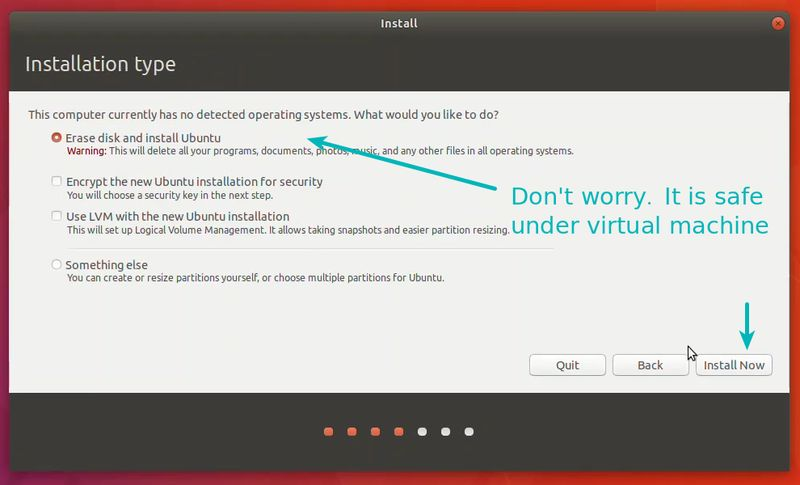 Install
Installation type
This computer currently has no detected operating systems. What would you like to do?
Erase disk and install Ubuntu
Warning: This will delete all your programs, documents, photos, music, and any other files in all operating systems.
Encrypt the new Ubuntu installation for security
You will choose a security key in the next step.
Use LVM with the new Ubuntu installation
This will set up Logical Volume Management. It allows taking snapshots and easier partition resizing.
Don't worry. It is safe
under virtual machine
Something else
You can create or resize partitions yourself, or choose multiple partitions for Ubuntu.
Quit Back Install Now